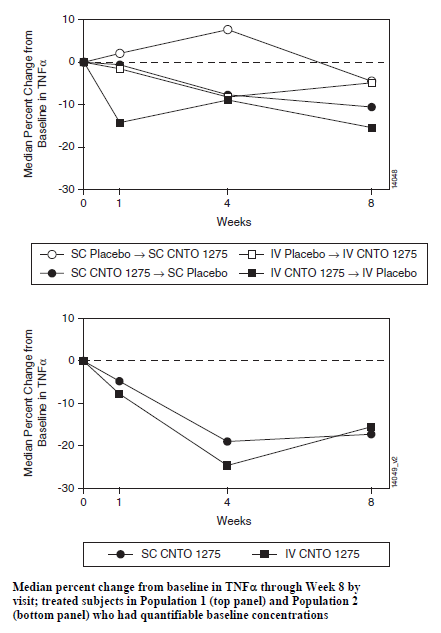 Median Percent Change from
Baseline in TNFα
10
0
-10
-20
-30
0
1
4
8
Weeks
14048
SC Placebo → SC CNTO 1275
IV Placebo → IV CNTO 1275
SC CNTO 1275 → SC Placebo
IV CNTO 1275 → IV Placebo
Median Percent Change from
Baseline in TNFα
10
0
-10
-20
-30
0
1
4
8
Weeks
14049_v2
SC CNTO 1275
IV CNTO 1275
Median percent change from baseline in TNFα through Week 8 by
visit; treated subjects in Population 1 (top panel) and Population 2
(bottom panel) who had quantifiable baseline concentrations